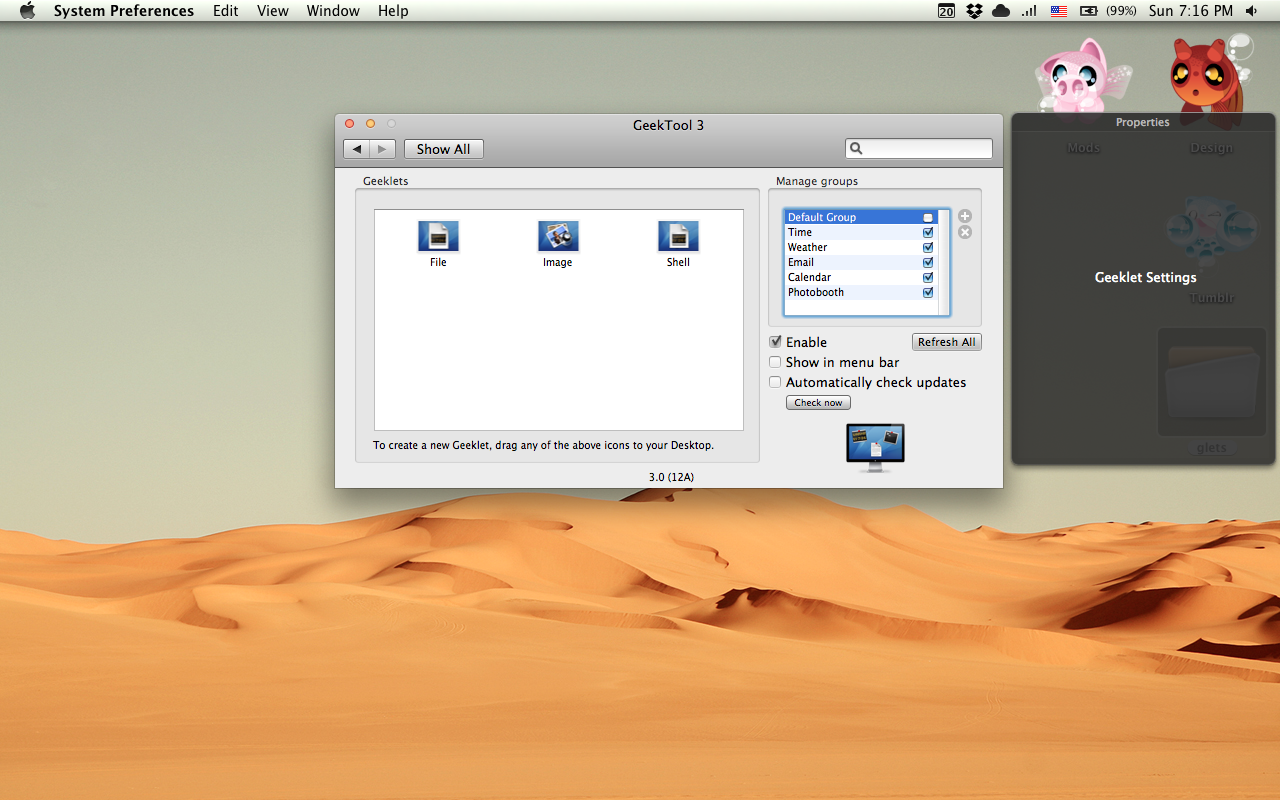 System Preferences Edit View Window Help
20 (99%) Sun 7:16 PM
GeekTool 3
Show All
Geeklets
File Image Shell
To create a new Geeklet, drag any of the above icons to your Desktop.
3.0 (12A)
Manage groups
Default Group
Time
Weather
Email
Calendar
Photobooth
Enable
Refresh All
Show in menu bar
Automatically check updates
Check now
Properties
Mods Design
Geeklet Settings
Tumblr
glets